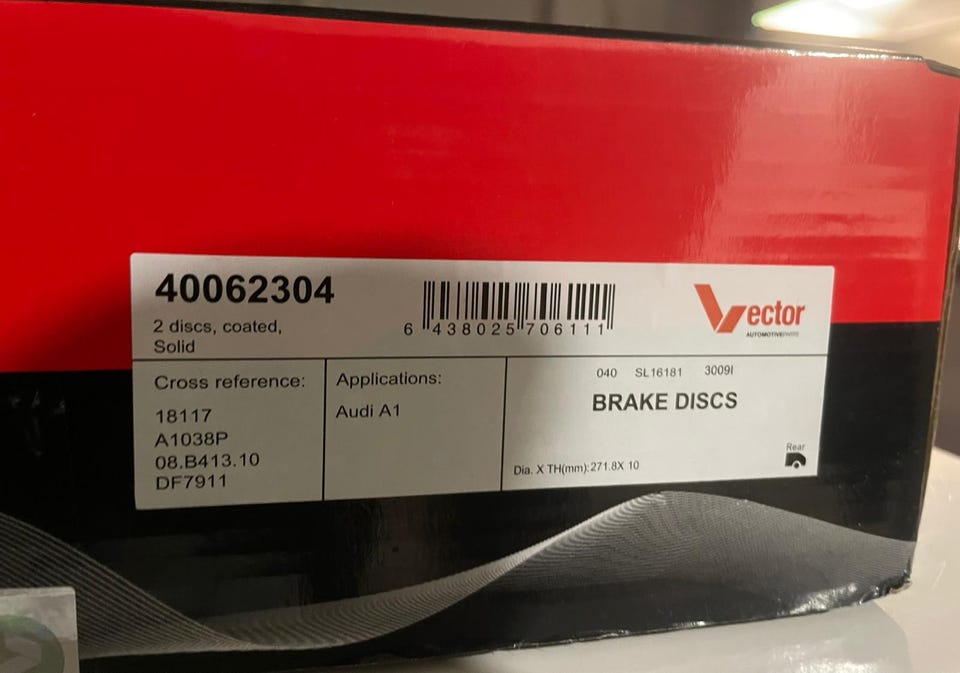 40062304
2 discs, coated,
Solid
6 438025 706111
Vector
AUTOMOTIVEPARTS
Cross reference:
18117
A1038P
08.B413.10
DF7911
Applications:
Audi A1
040 SL16181 3009I
BRAKE DISCS
Rear
Dia. X TH(mm):271.8X 10